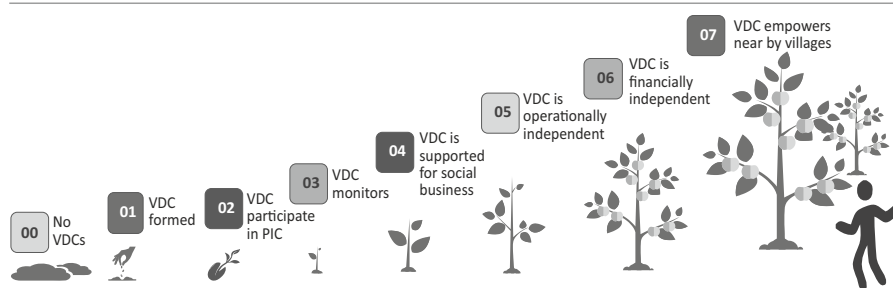 00
No
VDCs
01
VDC
formed
02
VDC
participate
in PIC
03
VDC
monitors
04
VDC is
supported
for social
business
05
VDC is
operationally
independent
06
VDC is
financially
independent
07
VDC empowers
near by villages